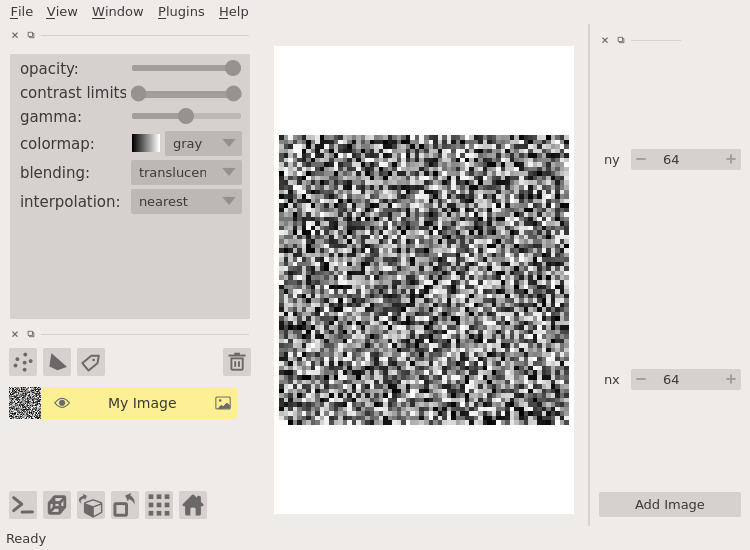 File View Window Plugins Help
opacity:
contrast limits
gamma:
colormap: gray
blending: translucen
interpolation: nearest
My Image
ny 64
nx 64
Add Image
Ready